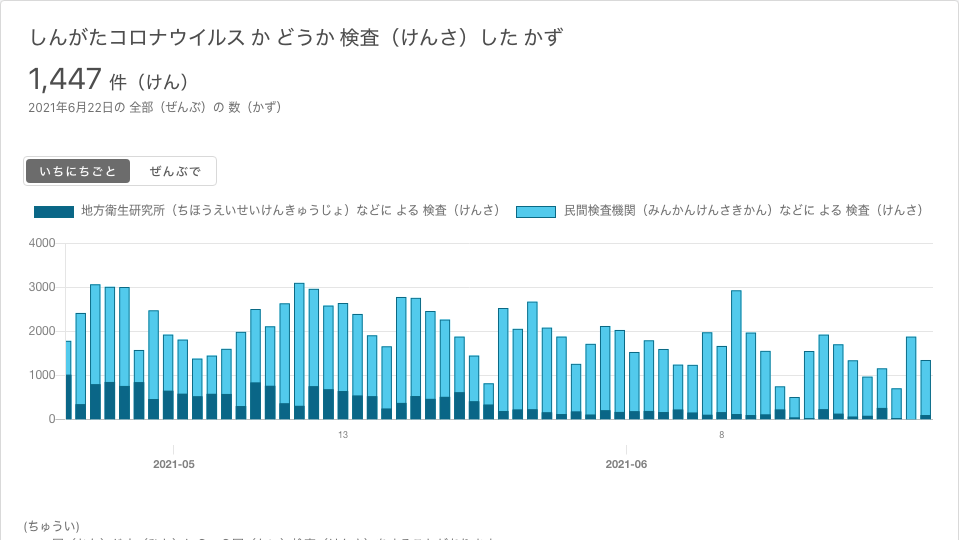 しんがたコロナウイルス か どうか 検査（けんさ）した かず
1,447 件（けん）
2021年6月22日の 全部（ぜんぶ）の 数（かず）
いちにちごと ぜんぶで
地方衛生研究所（ちほうえいせいけんきゅうじょ）などに よる 検査（けんさ） 民間検査機関（みんかんけんさきかん）などに よる 検査（けんさ）
4000
3000
2000
1000
0
13 8
2021-05 2021-06
(ちゅうい)